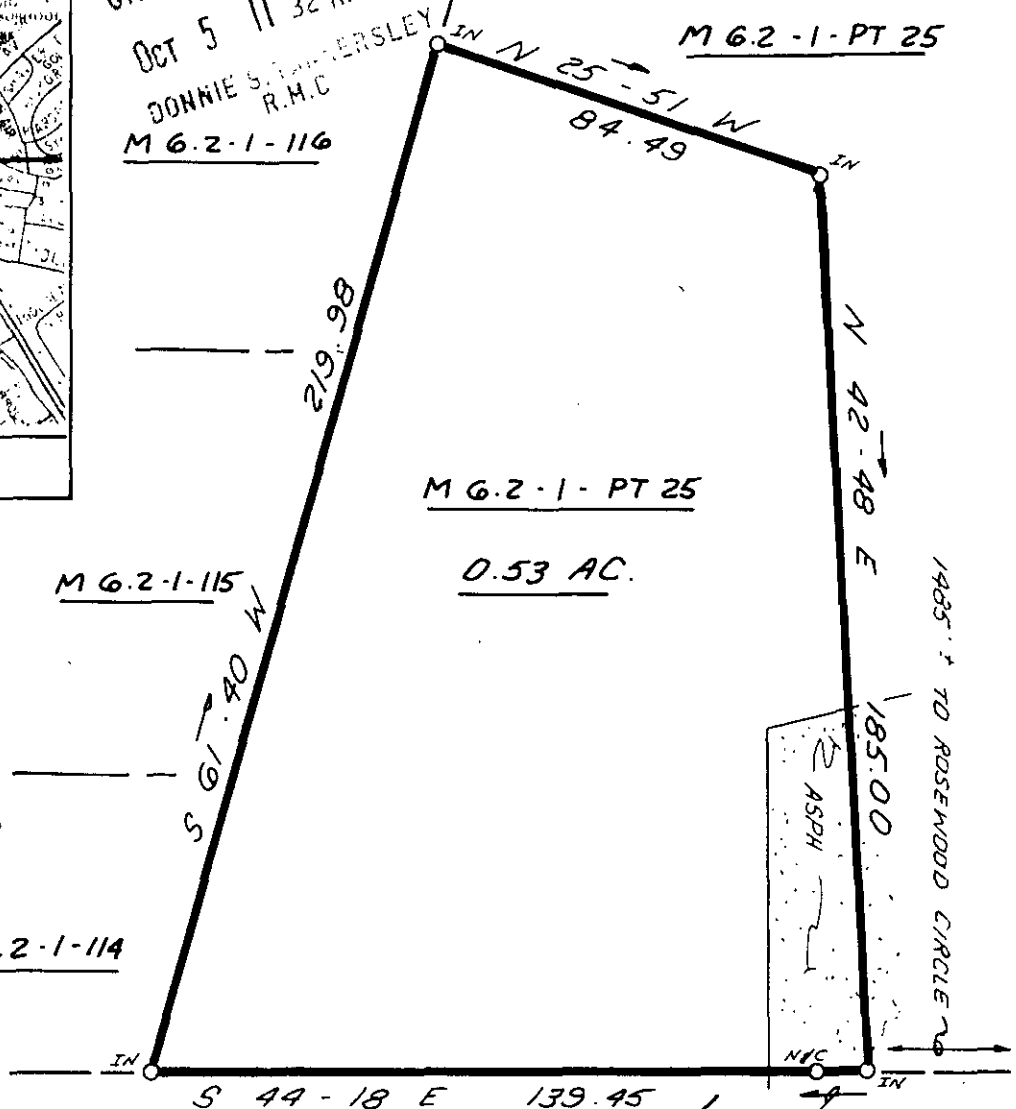 OCT 5 11 32
DONNIE S.
R.M.C
M 6.2-1-PT 25
IN
N 25-51 W
84.49
IN
M 6.2-1-116
219.98
N 42-48 E
M 6.2-1-PT 25
0.53 AC.
M 6.2-1-115
S 61.40 W
185.00
1485'± TO ROSEWOOD CIRCLE
ASPH
.2-1-114
IN
N&C
IN
S 44-18 E 139.45